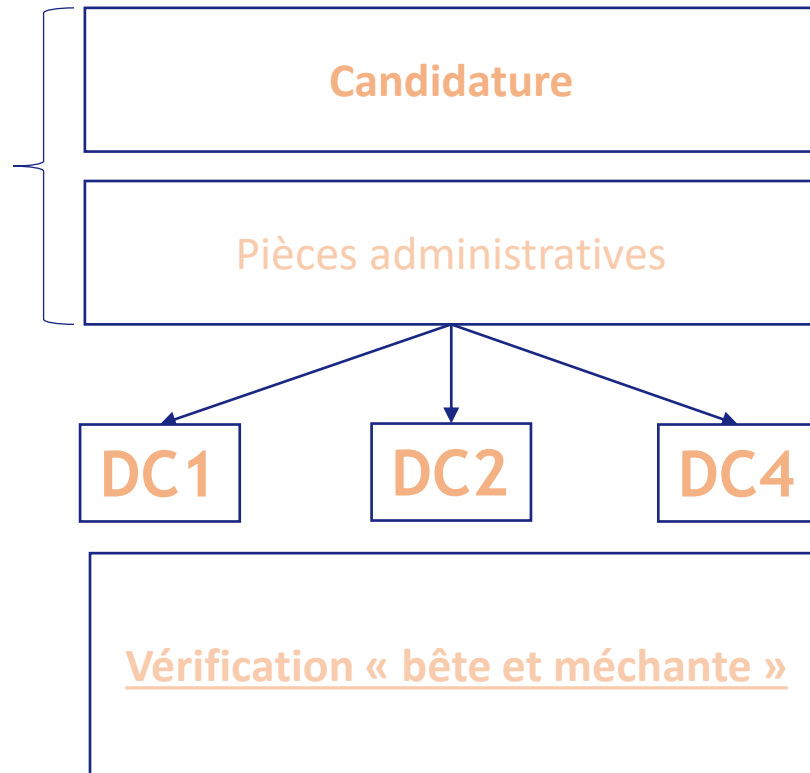 Candidature
Pièces administratives
DC1 DC2 DC4
Vérification « bête et méchante »